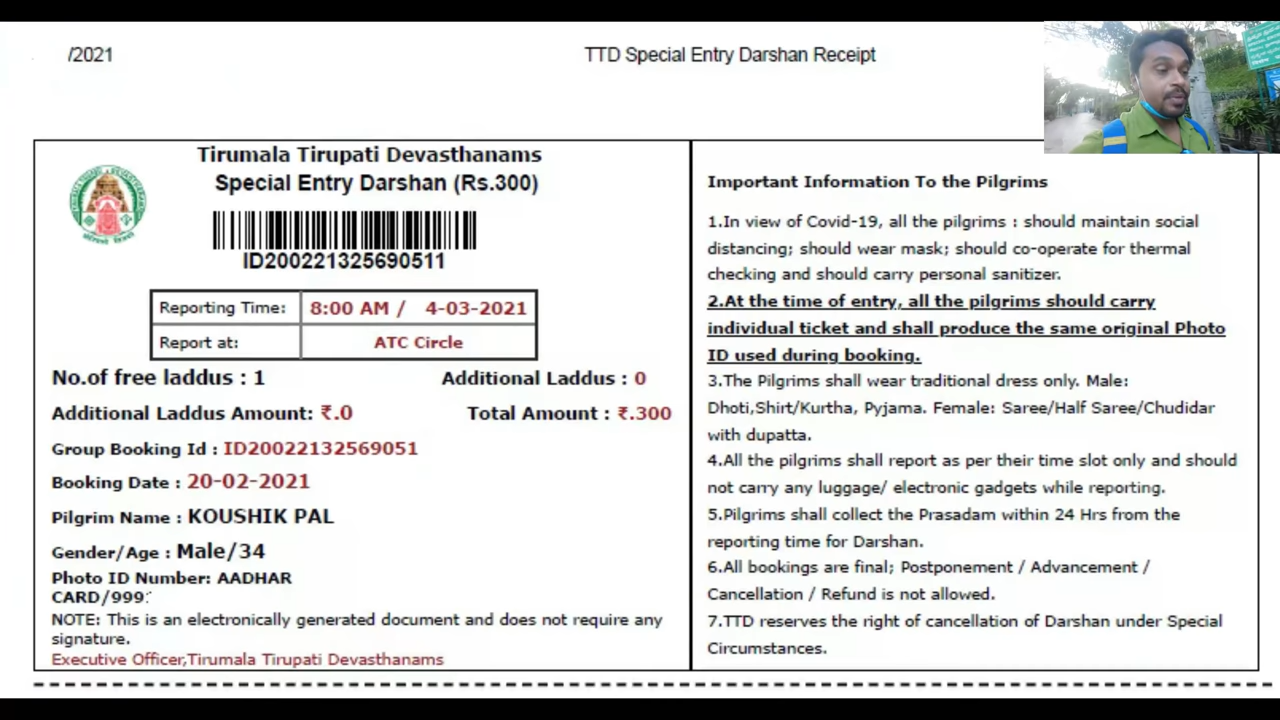 /2021
TTD Special Entry Darshan Receipt
Tirumala Tirupati Devasthanams
Special Entry Darshan (Rs.300)
ID200221325690511
Reporting Time: 8:00 AM / 4-03-2021
Report at: ATC Circle
No.of free laddus : 1 Additional Laddus : 0
Additional Laddus Amount: ₹.0 Total Amount : ₹.300
Group Booking Id : ID20022132569051
Booking Date : 20-02-2021
Pilgrim Name : KOUSHIK PAL
Gender/Age : Male/34
Photo ID Number: AADHAR
CARD/999
NOTE: This is an electronically generated document and does not require any
signature.
Executive Officer,Tirumala Tirupati Devasthanams
Important Information To the Pilgrims
1.In view of Covid-19, all the pilgrims : should maintain social
distancing; should wear mask; should co-operate for thermal
checking and should carry personal sanitizer.
2.At the time of entry, all the pilgrims should carry
individual ticket and shall produce the same original Photo
ID used during booking.
3.The Pilgrims shall wear traditional dress only. Male:
Dhoti,Shirt/Kurtha, Pyjama. Female: Saree/Half Saree/Chudidar
with dupatta.
4.All the pilgrims shall report as per their time slot only and should
not carry any luggage/ electronic gadgets while reporting.
5.Pilgrims shall collect the Prasadam within 24 Hrs from the
reporting time for Darshan.
6.All bookings are final; Postponement / Advancement /
Cancellation / Refund is not allowed.
7.TTD reserves the right of cancellation of Darshan under Special
Circumstances.